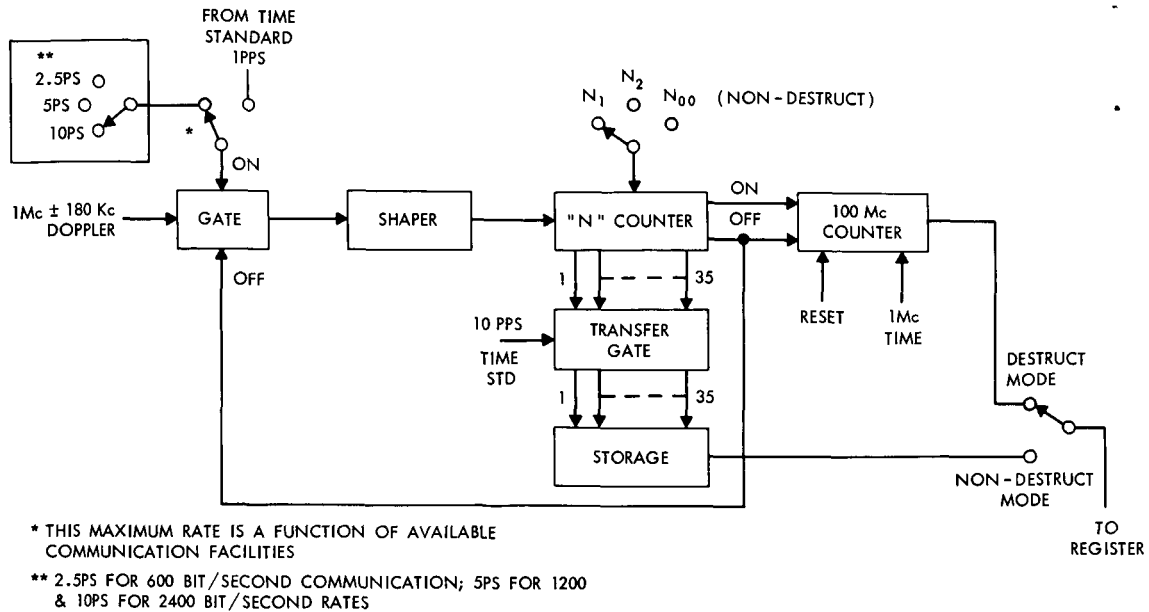 FROM TIME
STANDARD
1PPS
**
2.5PS
5PS
10PS
*
ON
N1
N2
N00
(NON - DESTRUCT)
1Mc ± 180 Kc
DOPPLER
GATE
SHAPER
"N" COUNTER
ON
OFF
100 Mc
COUNTER
OFF
1
35
RESET
1Mc
TIME
10 PPS
TIME
STD
TRANSFER
GATE
1
35
DESTRUCT
MODE
STORAGE
NON - DESTRUCT
MODE
TO
REGISTER
* THIS MAXIMUM RATE IS A FUNCTION OF AVAILABLE
COMMUNICATION FACILITIES
** 2.5PS FOR 600 BIT/SECOND COMMUNICATION; 5PS FOR 1200
& 10PS FOR 2400 BIT/SECOND RATES